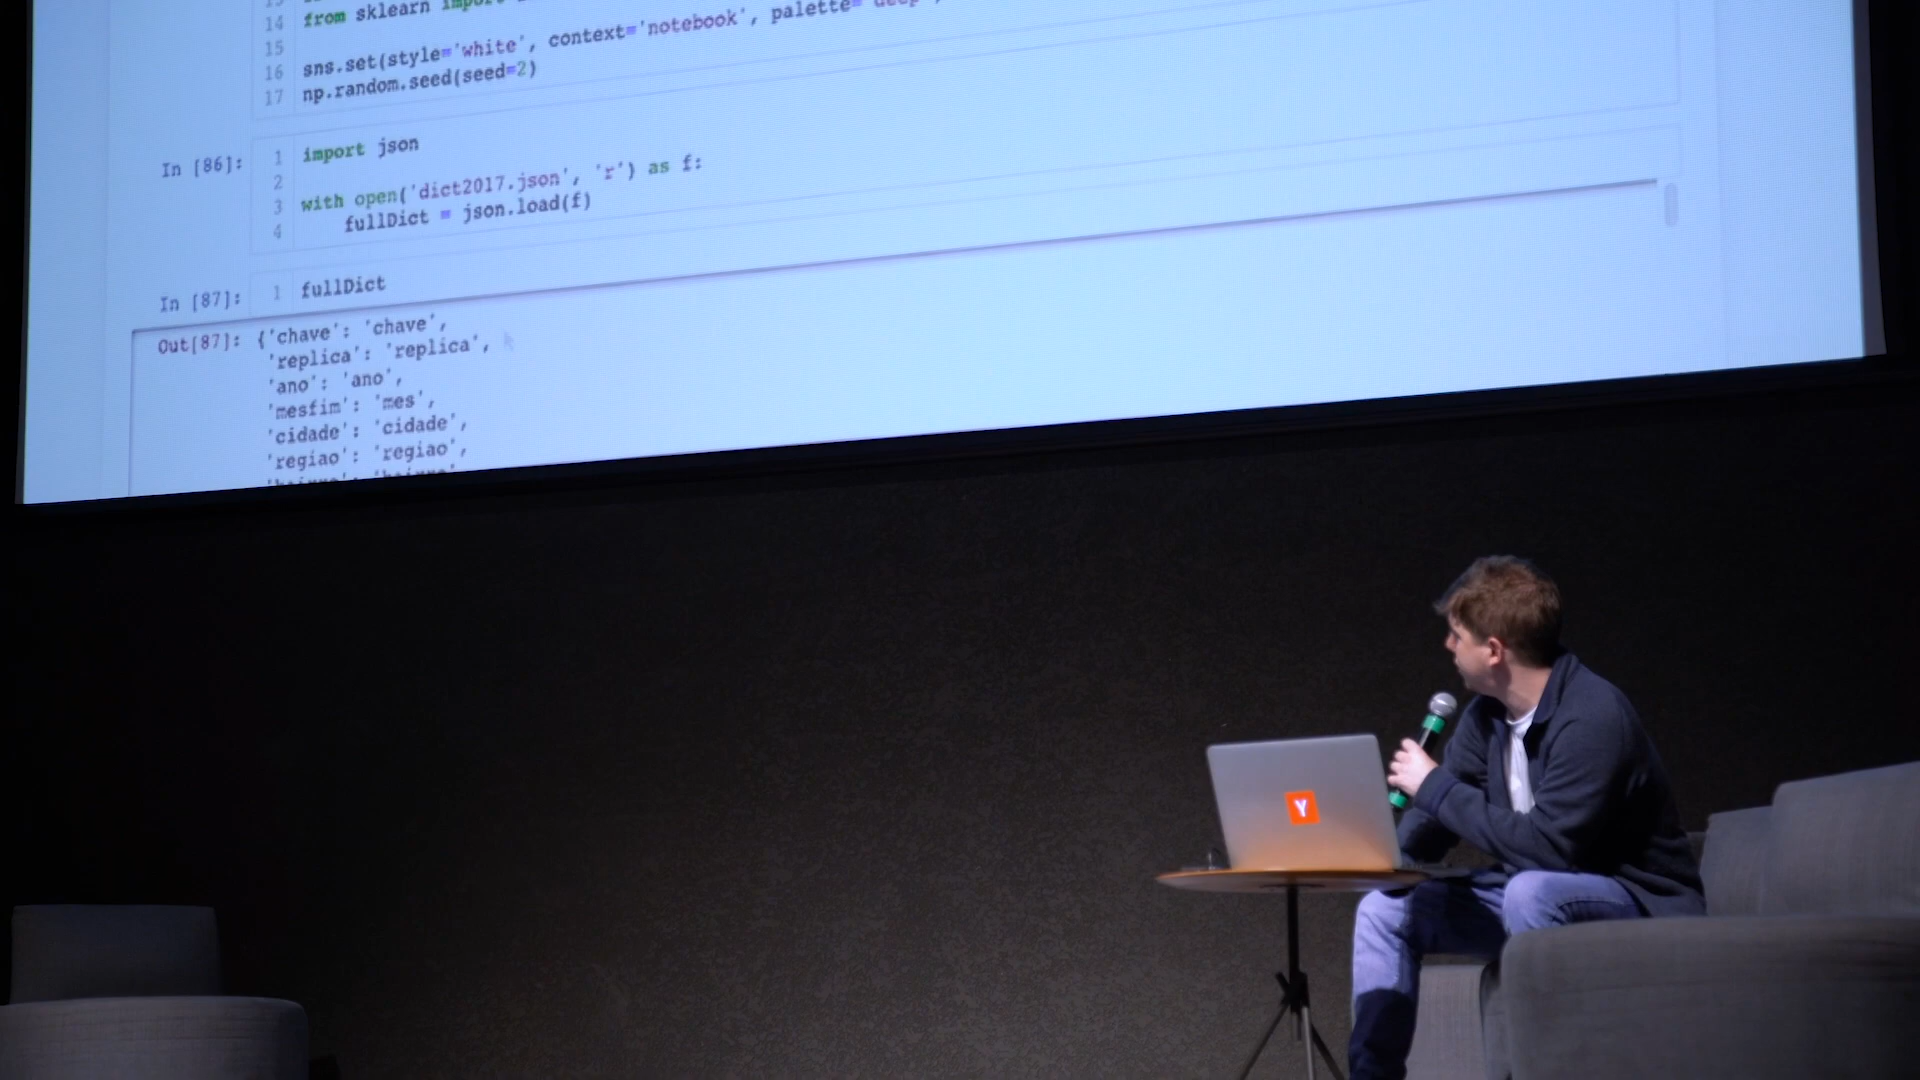 14 from sklearn import
15
16 sns.set(style='white', context='notebook', palette='deep',
17 np.random.seed(seed=2)
In [86]: 1 import json
2
3 with open('dict2017.json', 'r') as f:
4 fullDict = json.load(f)
In [87]: 1 fullDict
Out[87]: {'chave': 'chave',
'replica': 'replica',
'ano': 'ano',
'mesfim': 'mes',
'cidade': 'cidade',
'regiao': 'regiao',
Y